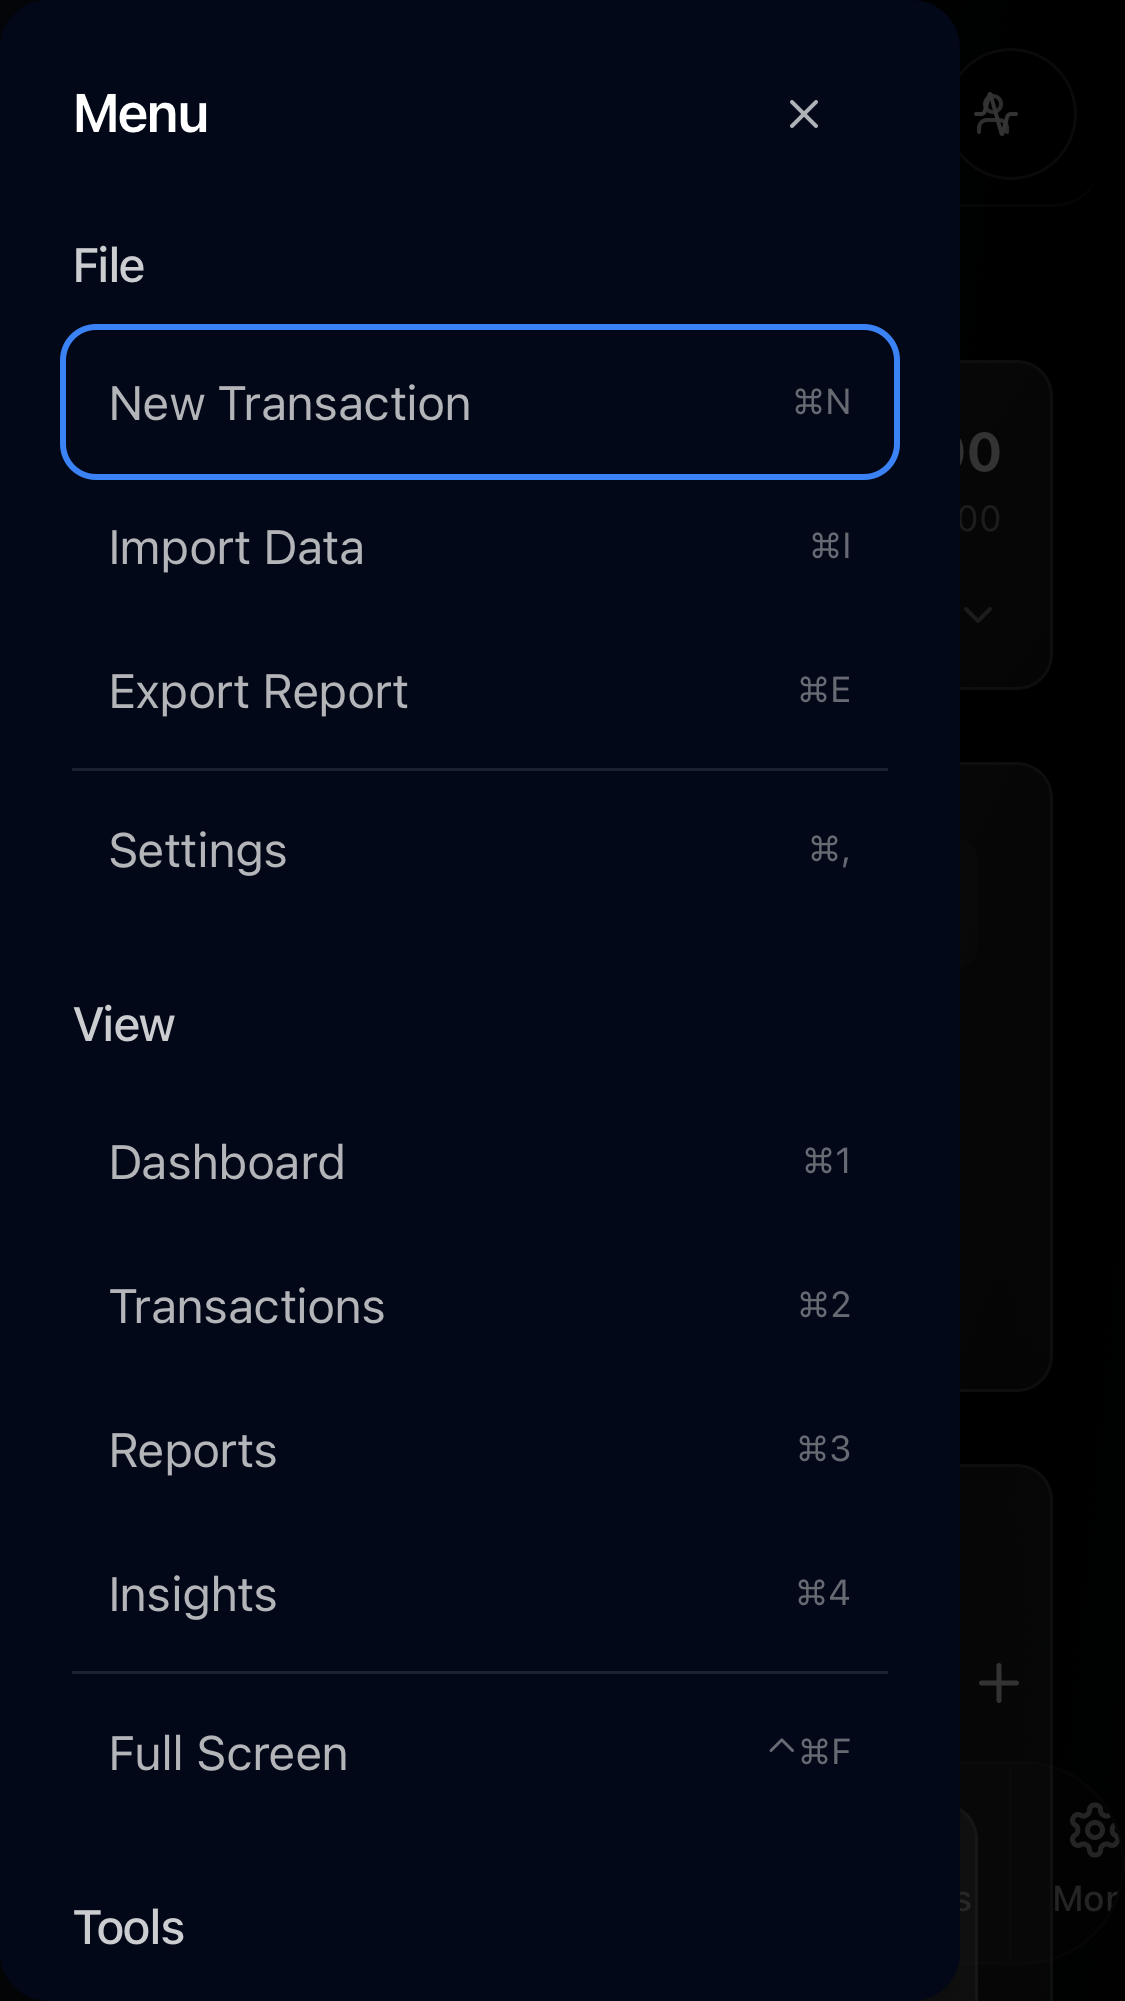 Menu
File
New Transaction ⌘N
00
Import Data ⌘I
00
Export Report ⌘E
Settings ⌘,
View
Dashboard ⌘1
Transactions ⌘2
Reports ⌘3
Insights ⌘4
Full Screen ^⌘F
s
Mor
Tools